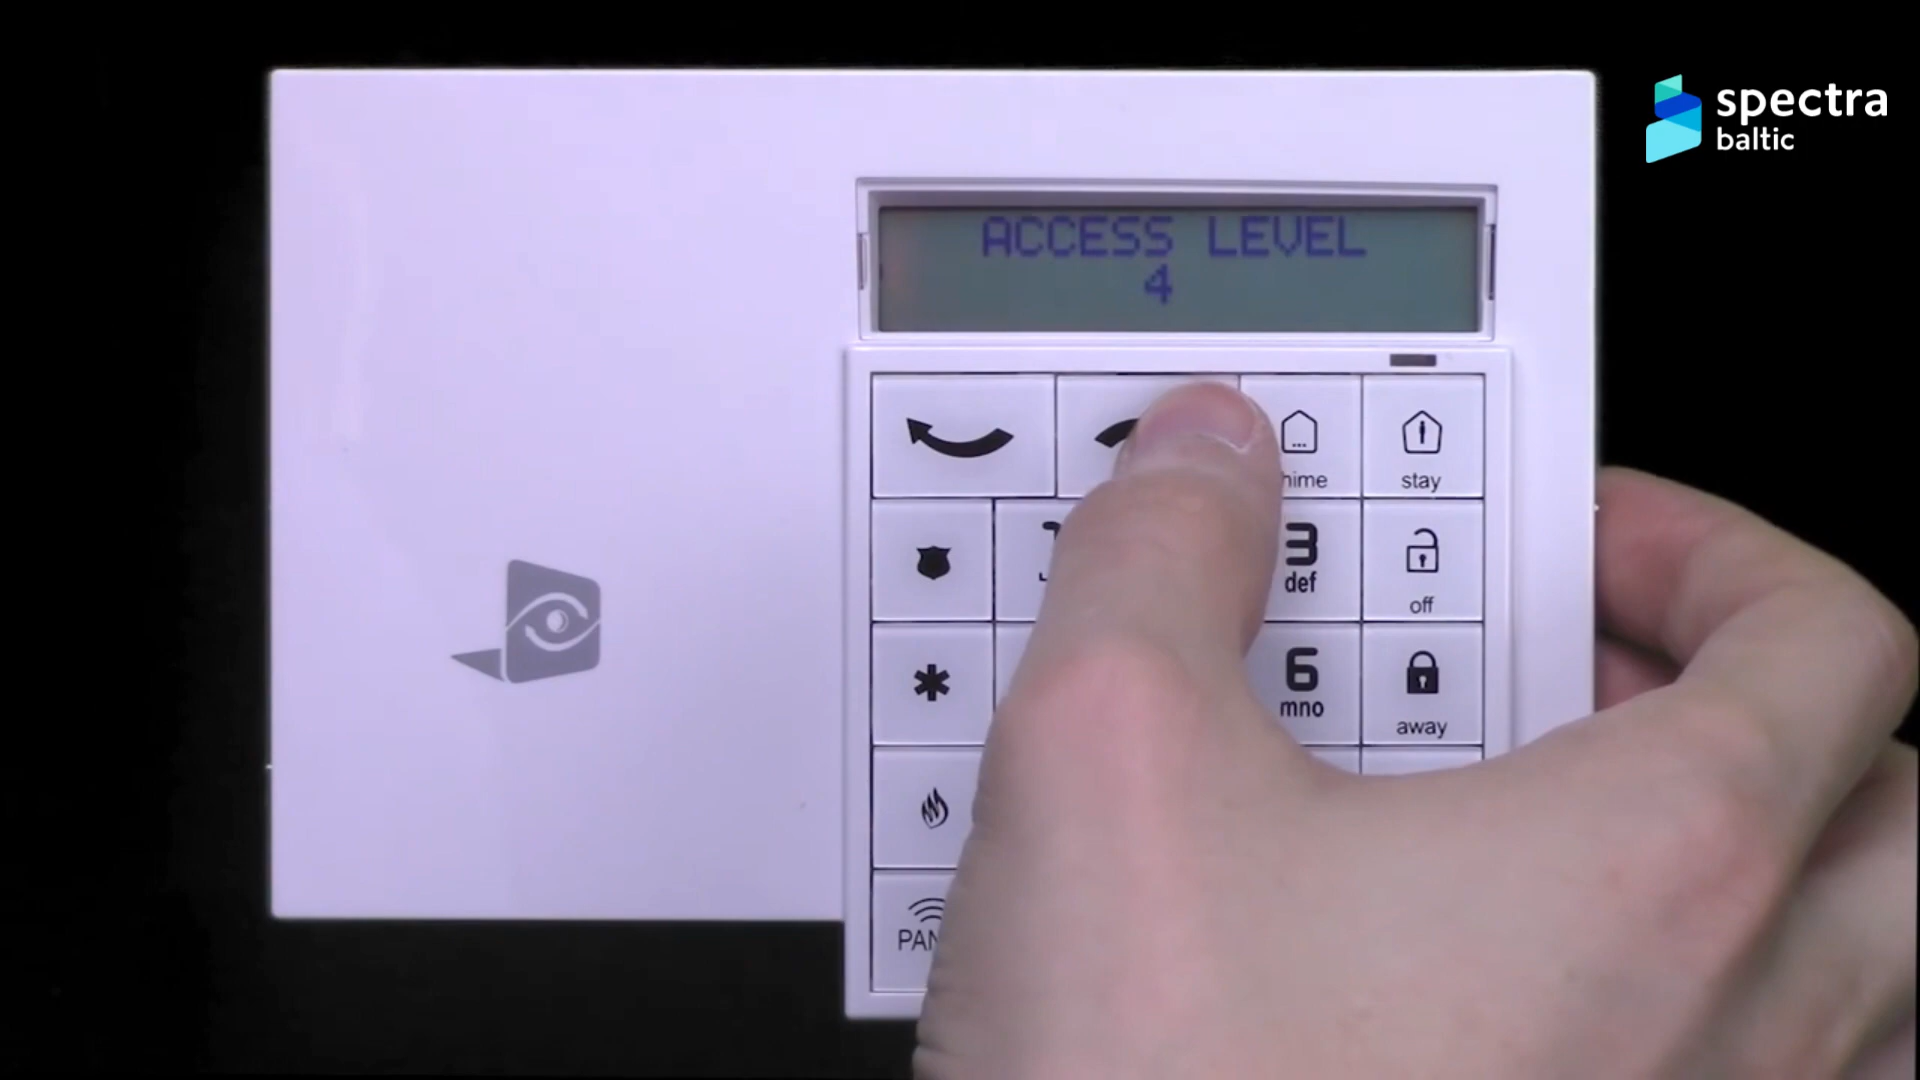 spectra
baltic
ACCESS LEVEL
4
stay
3
def
off
6
mno
away